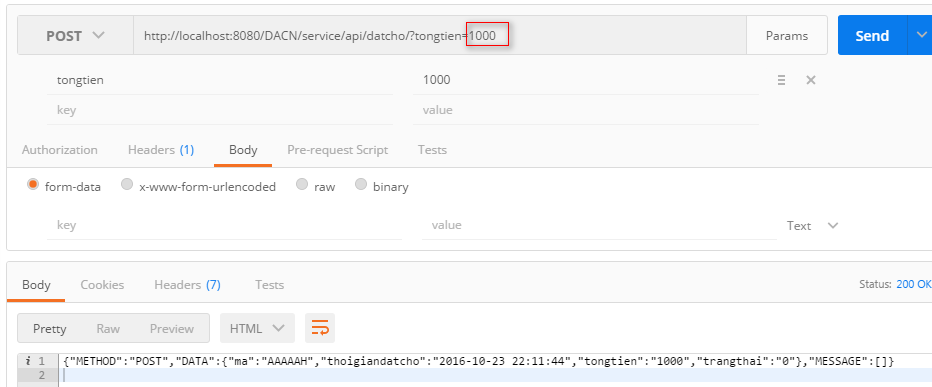 POST http://localhost:8080/DACN/service/api/datcho/?tongtien=1000 Params Send
tongtien 1000
key value
Authorization Headers (1) Body Pre-request Script Tests
form-data x-www-form-urlencoded raw binary
key value Text
Body Cookies Headers (7) Tests Status: 200 OK
Pretty Raw Preview HTML
i 1 {"METHOD":"POST","DATA":{"ma":"AAAAAH","thoigiandatcho":"2016-10-23 22:11:44","tongtien":"1000","trangthai":"0"},"MESSAGE":[]}
2